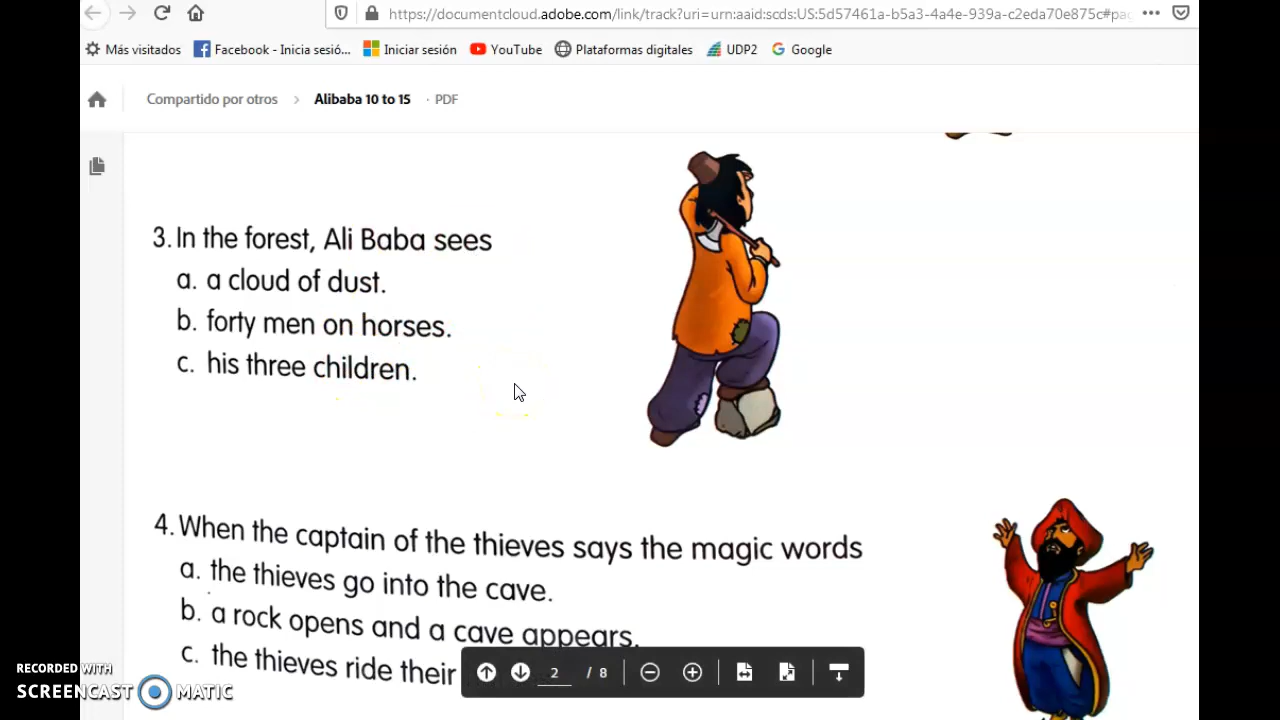 https://documentcloud.adobe.com/link/track?uri=urn:aaid:scds:US:5d57461a-b5a3-4a4e-939a-c2eda70e875c#pa
Más visitados Facebook - Inicia sesió... Iniciar sesión YouTube Plataformas digitales UDP2 Google
Compartido por otros > Alibaba 10 to 15 · PDF
3. In the forest, Ali Baba sees
a. a cloud of dust.
b. forty men on horses.
c. his three children.
4. When the captain of the thieves says the magic words
a. the thieves go into the cave.
b. a rock opens and a cave appears.
c. the thieves ride their
2 / 8
RECORDED WITH
SCREENCAST MATIC